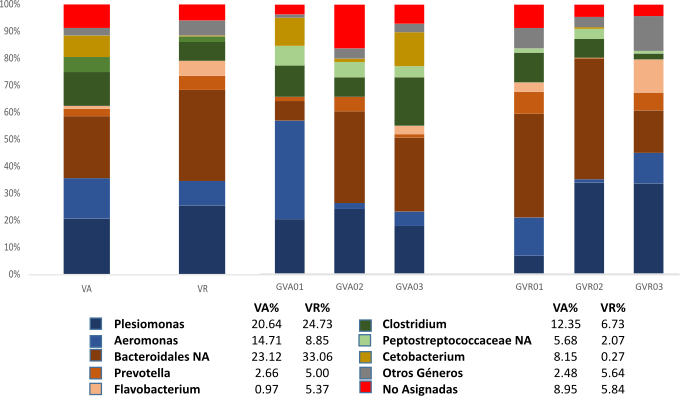 100%
90%
80%
70%
60%
50%
40%
30%
20%
10%
0%
VA VR GVA01 GVA02 GVA03 GVR01 GVR02 GVR03
VA% VR% VA% VR%
Plesiomonas 20.64 24.73 Clostridium 12.35 6.73
Aeromonas 14.71 8.85 Peptostreptococcaceae NA 5.68 2.07
Bacteroidales NA 23.12 33.06 Cetobacterium 8.15 0.27
Prevotella 2.66 5.00 Otros Géneros 2.48 5.64
Flavobacterium 0.97 5.37 No Asignadas 8.95 5.84